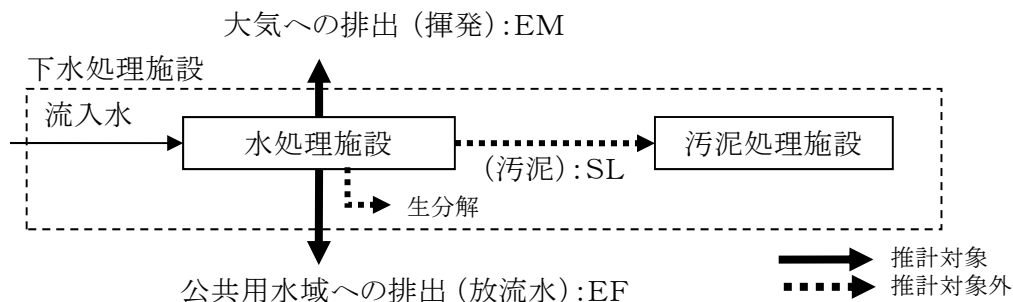 大気への排出（揮発）：EM
下水処理施設
流入水
水処理施設
汚泥処理施設
（汚泥）：SL
生分解
推計対象
推計対象外
公共用水域への排出（放流水）：EF